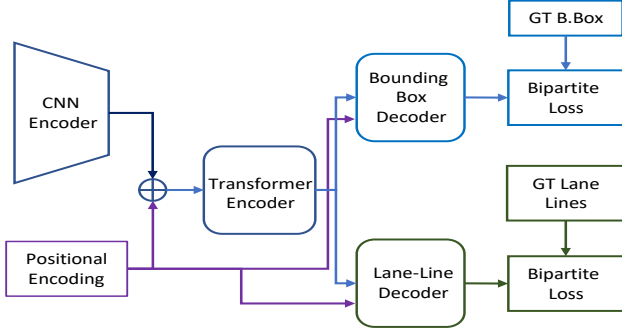 GT B.Box
CNN
Encoder
Bounding
Box
Decoder
Bipartite
Loss
Transformer
Encoder
GT Lane
Lines
Positional
Encoding
Lane-Line
Decoder
Bipartite
Loss